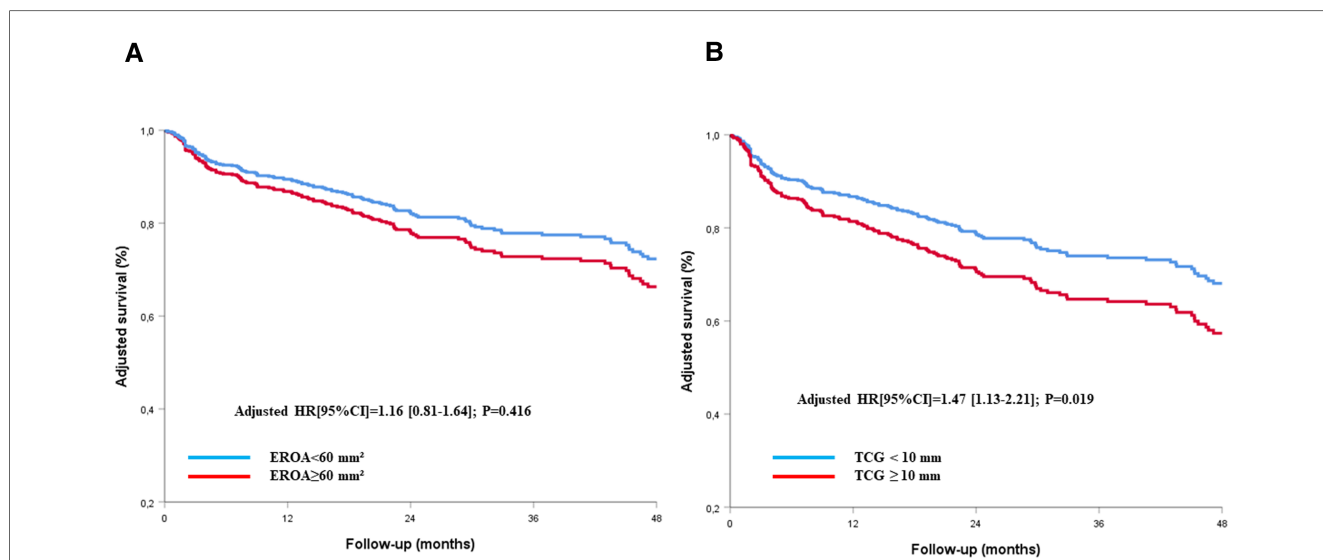 A
Adjusted survival (%)
1,0
0,8
0,6
0,4
0,2
Adjusted HR[95%CI]=1.16 [0.81-1.64]; P=0.416
EROA<60 mm²
EROA≥60 mm²
0 12 24 36 48
Follow-up (months)
B
Adjusted survival (%)
1,0
0,8
0,6
0,4
0,2
Adjusted HR[95%CI]=1.47 [1.13-2.21]; P=0.019
TCG < 10 mm
TCG ≥ 10 mm
0 12 24 36 48
Follow-up (months)